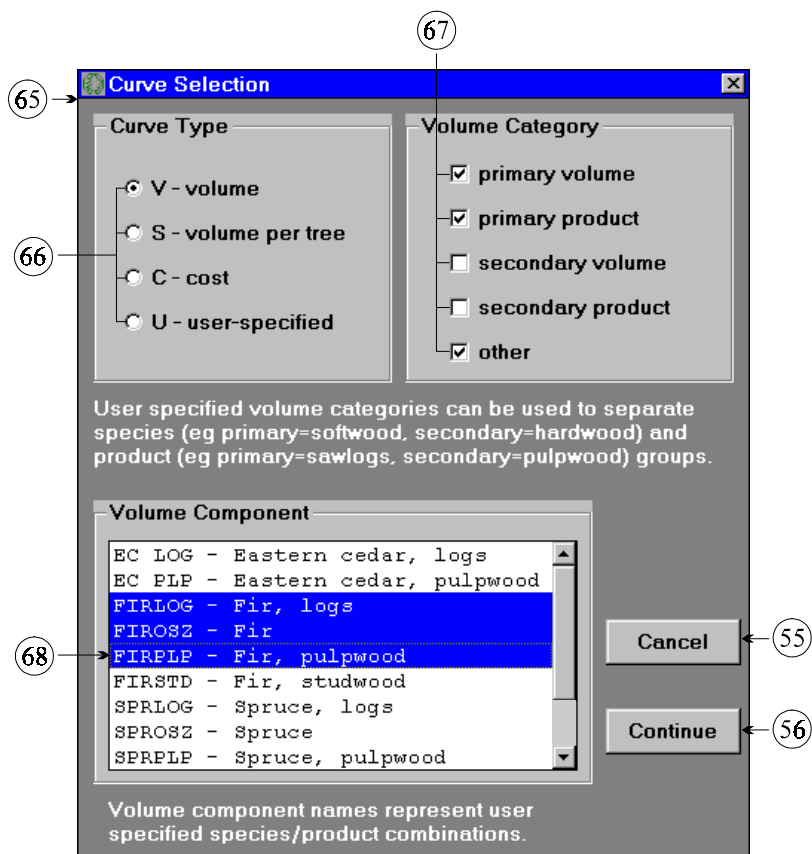 67
65
Curve Selection
Curve Type
V - volume
S - volume per tree
C - cost
U - user-specified
66
Volume Category
primary volume
primary product
secondary volume
secondary product
other
User specified volume categories can be used to separate
species (eg primary=softwood, secondary=hardwood) and
product (eg primary=sawlogs, secondary=pulpwood) groups.
Volume Component
EC LOG - Eastern cedar, logs
EC PLP - Eastern cedar, pulpwood
FIRLOG - Fir, logs
FIROSZ - Fir
FIRPLP - Fir, pulpwood
FIRSTD - Fir, studwood
SPRLOG - Spruce, logs
SPROSZ - Spruce
SPRPLP - Spruce, pulpwood
68
Cancel
55
Continue
56
Volume component names represent user
specified species/product combinations.